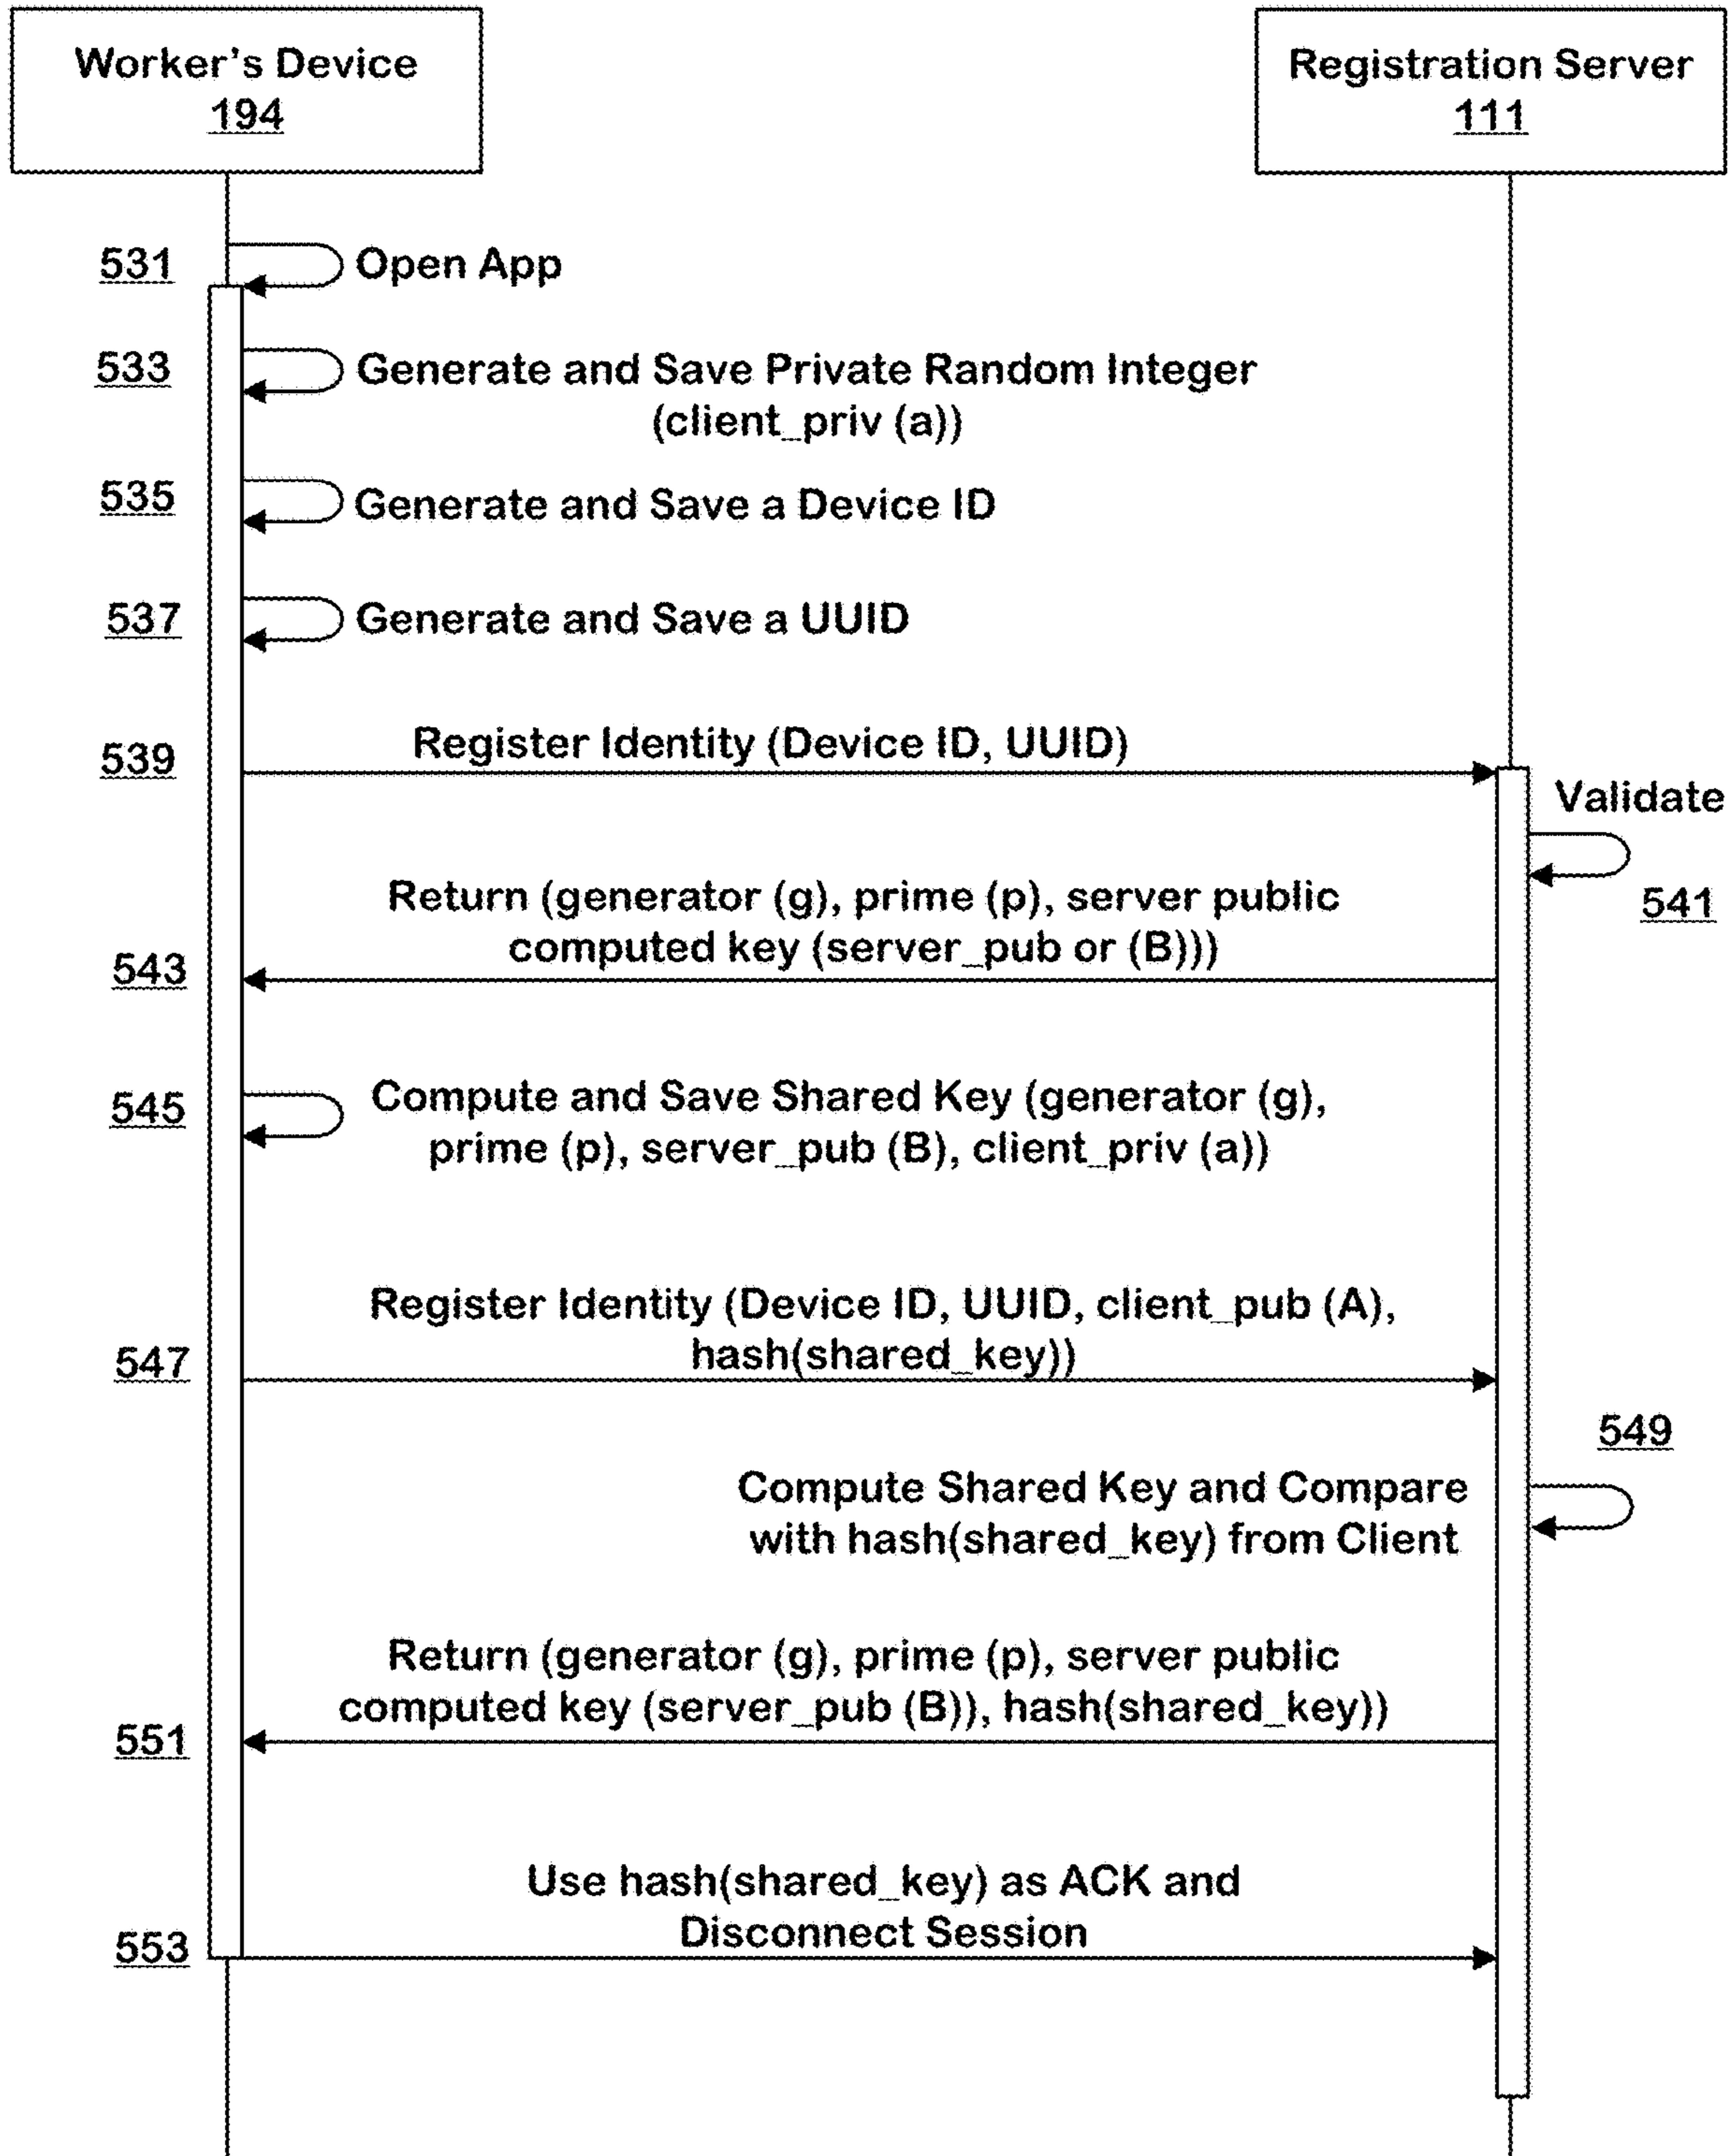 Worker's Device
194
Registration Server
111
531
Open App
533
Generate and Save Private Random Integer
(client_priv (a))
535
Generate and Save a Device ID
537
Generate and Save a UUID
539
Register Identity (Device ID, UUID)
Validate
541
Return (generator (g), prime (p), server public
computed key (server_pub or (B)))
543
545
Compute and Save Shared Key (generator (g),
prime (p), server_pub (B), client_priv (a))
Register Identity (Device ID, UUID, client_pub (A),
hash(shared_key))
547
549
Compute Shared Key and Compare
with hash(shared_key) from Client
Return (generator (g), prime (p), server public
computed key (server_pub (B)), hash(shared_key))
551
Use hash(shared_key) as ACK and
Disconnect Session
553